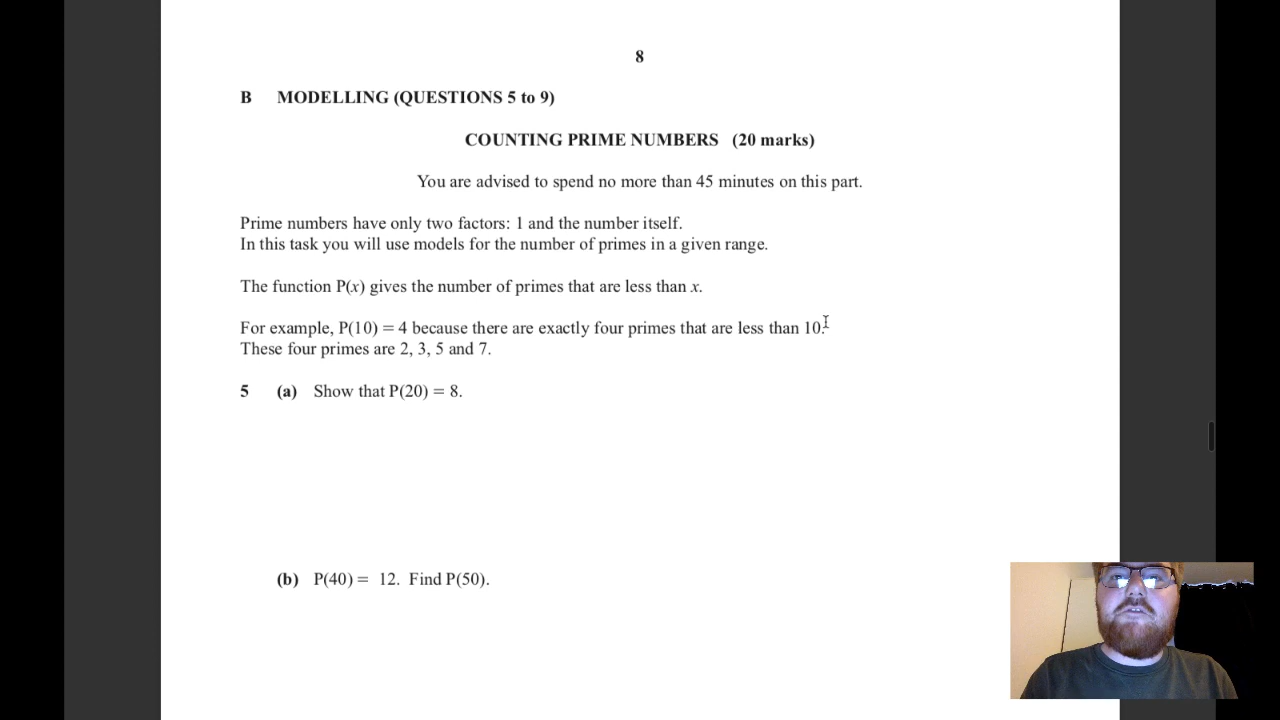 8
B MODELLING (QUESTIONS 5 to 9)
COUNTING PRIME NUMBERS (20 marks)
You are advised to spend no more than 45 minutes on this part.
Prime numbers have only two factors: 1 and the number itself.
In this task you will use models for the number of primes in a given range.
The function P(x) gives the number of primes that are less than x.
For example, P(10) = 4 because there are exactly four primes that are less than 10.
These four primes are 2, 3, 5 and 7.
5 (a) Show that P(20) = 8.
(b) P(40) = 12. Find P(50).